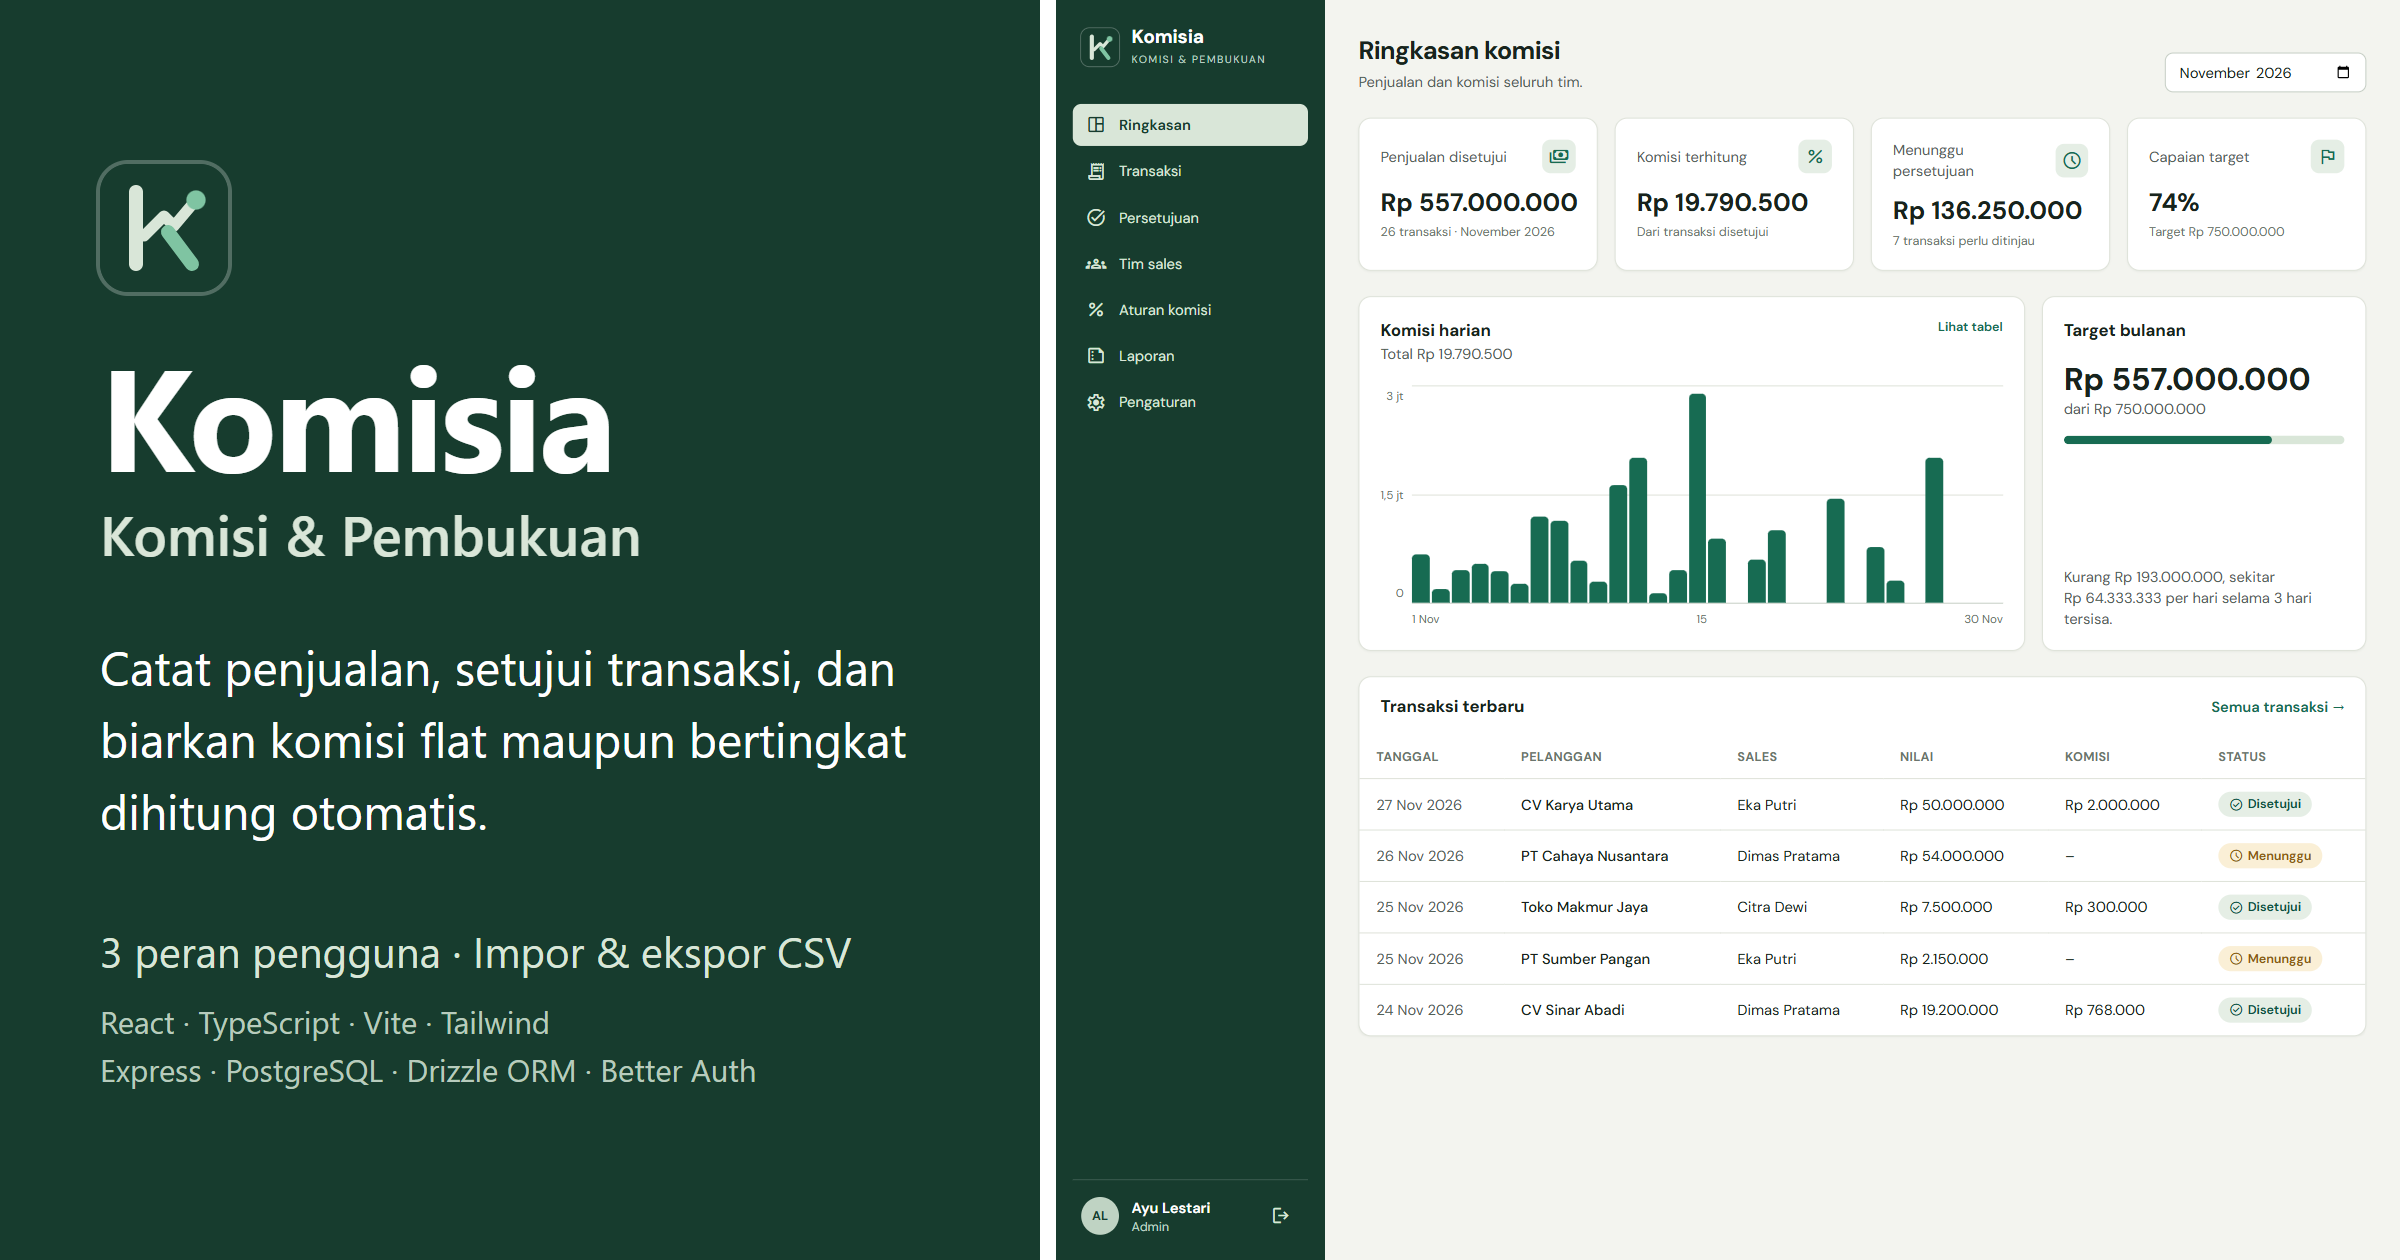 Komisia
Komisi & Pembukuan
Catat penjualan, setujui transaksi, dan
biarkan komisi flat maupun bertingkat
dihitung otomatis.
3 peran pengguna · Impor & ekspor CSV
React · TypeScript · Vite · Tailwind
Express · PostgreSQL · Drizzle ORM · Better Auth
Komisia
KOMISI & PEMBUKUAN
Ringkasan
Transaksi
Persetujuan
Tim sales
Aturan komisi
Laporan
Pengaturan
AL
Ayu Lestari
Admin
Ringkasan komisi
Penjualan dan komisi seluruh tim.
November 2026
Penjualan disetujui
Rp 557.000.000
26 transaksi · November 2026
Komisi terhitung
Rp 19.790.500
Dari transaksi disetujui
Menunggu
persetujuan
Rp 136.250.000
7 transaksi perlu ditinjau
Capaian target
74%
Target Rp 750.000.000
Komisi harian
Lihat tabel
Total Rp 19.790.500
3 jt
1,5 jt
0
1 Nov 15 30 Nov
Target bulanan
Rp 557.000.000
dari Rp 750.000.000
Kurang Rp 193.000.000, sekitar
Rp 64.333.333 per hari selama 3 hari
tersisa.
Transaksi terbaru
Semua transaksi →
TANGGAL PELANGGAN SALES NILAI KOMISI STATUS
27 Nov 2026 CV Karya Utama Eka Putri Rp 50.000.000 Rp 2.000.000 Disetujui
26 Nov 2026 PT Cahaya Nusantara Dimas Pratama Rp 54.000.000 – Menunggu
25 Nov 2026 Toko Makmur Jaya Citra Dewi Rp 7.500.000 Rp 300.000 Disetujui
25 Nov 2026 PT Sumber Pangan Eka Putri Rp 2.150.000 – Menunggu
24 Nov 2026 CV Sinar Abadi Dimas Pratama Rp 19.200.000 Rp 768.000 Disetujui